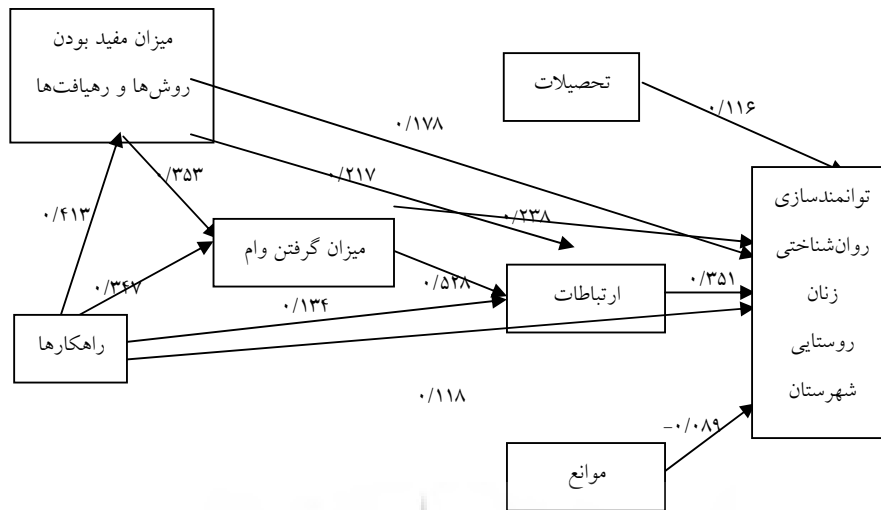 میزان مفید بودن
روش‌ها و رهیافت‌ها
تحصیلات
۰/۱۱۶
۰/۱۷۸
۰/۳۵۳
۰/۲۱۷
توانمندسازی
روان‌شناختی
زنان
روستایی
شهرستان
۰/۴۱۳
۰/۲۳۸
میزان گرفتن وام
۰/۳۴۷
۰/۵۲۸
ارتباطات
۰/۳۵۱
۰/۱۳۴
راهکارها
۰/۱۱۸
-۰/۰۸۹
موانع